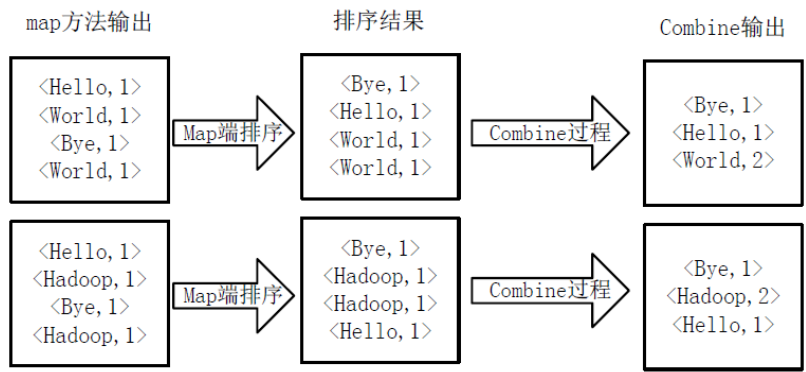 map方法输出
排序结果
Combine输出
<Hello,1>
<World,1>
<Bye,1>
<World,1>
Map端排序
<Bye,1>
<Hello,1>
<World,1>
<World,1>
Combine过程
<Bye,1>
<Hello,1>
<World,2>
<Hello,1>
<Hadoop,1>
<Bye,1>
<Hadoop,1>
Map端排序
<Bye,1>
<Hadoop,1>
<Hadoop,1>
<Hello,1>
Combine过程
<Bye,1>
<Hadoop,2>
<Hello,1>